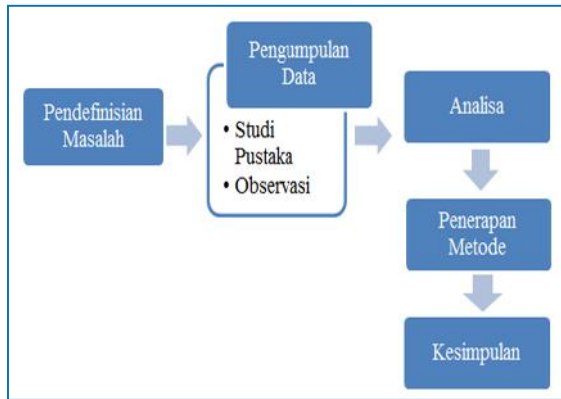 Pendefinisian
Masalah
Pengumpulan
Data
• Studi
Pustaka
• Observasi
Analisa
Penerapan
Metode
Kesimpulan